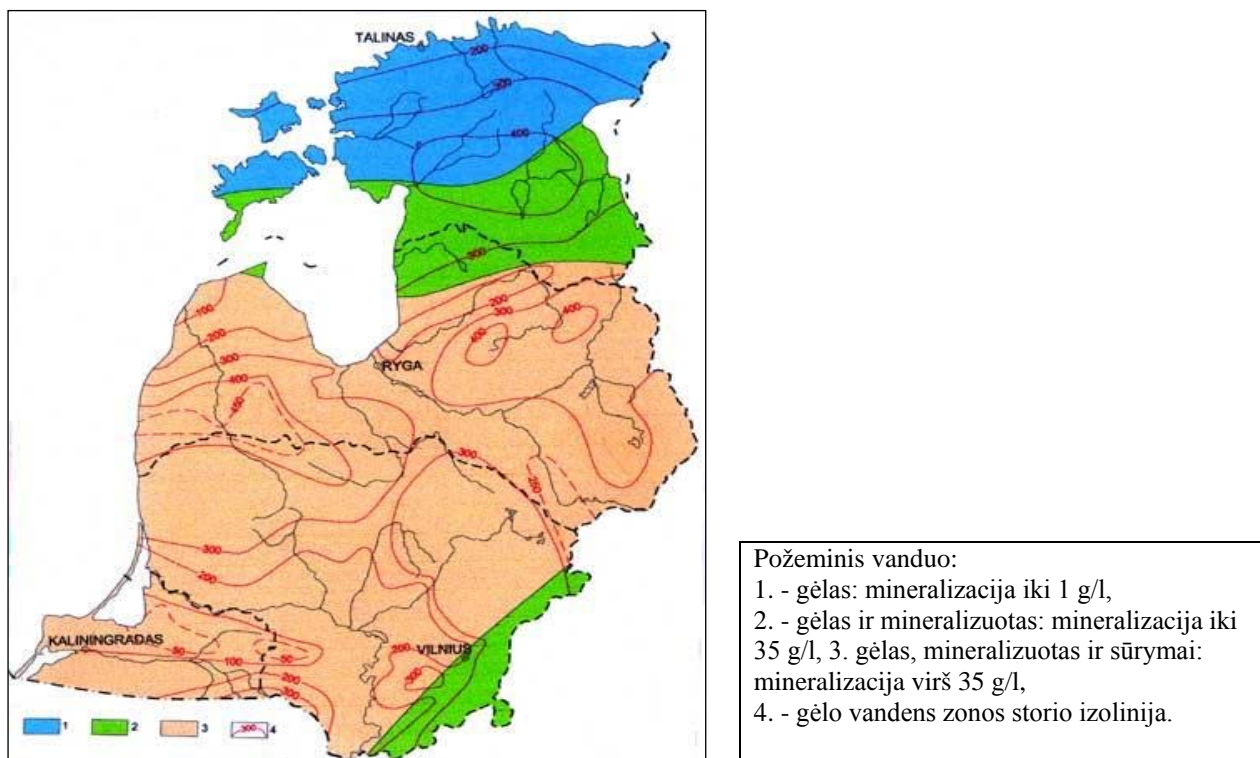 TALINAS
200
300
400
300
100
200
200
300
300
400
400
400
RYGA
450
300
250
300
200
KALININGRADAS
50
100
50
200
VILNIUS
200
300
300
1
2
3
300
4
Požeminis vanduo:
1. - gėlas: mineralizacija iki 1 g/l,
2. - gėlas ir mineralizuotas: mineralizacija iki
35 g/l, 3. gėlas, mineralizuotas ir sūrymai:
mineralizacija virš 35 g/l,
4. - gėlo vandens zonos storio izolinija.